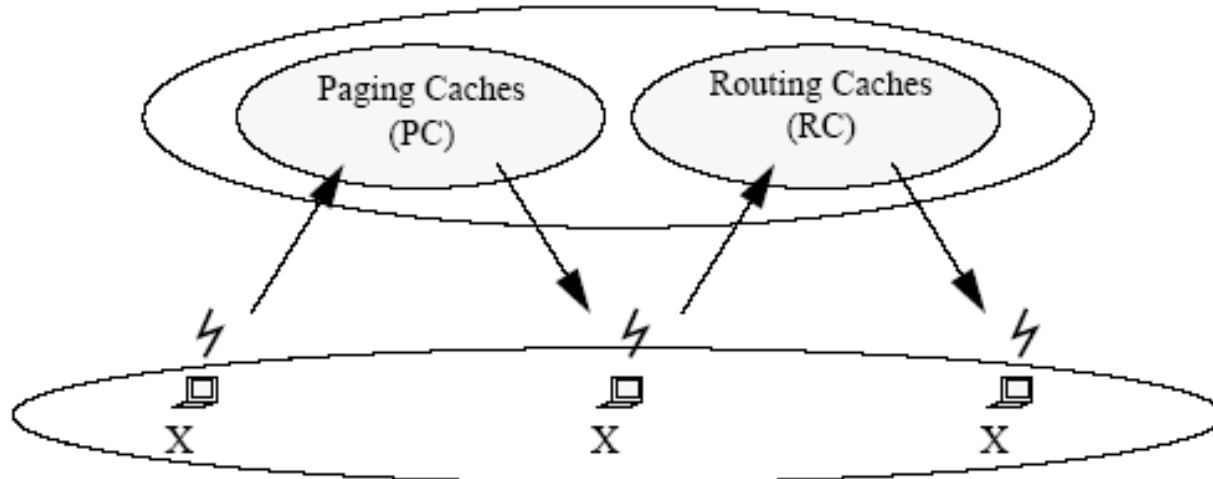 Paging Caches
(PC)
Routing Caches
(RC)
X
X
X